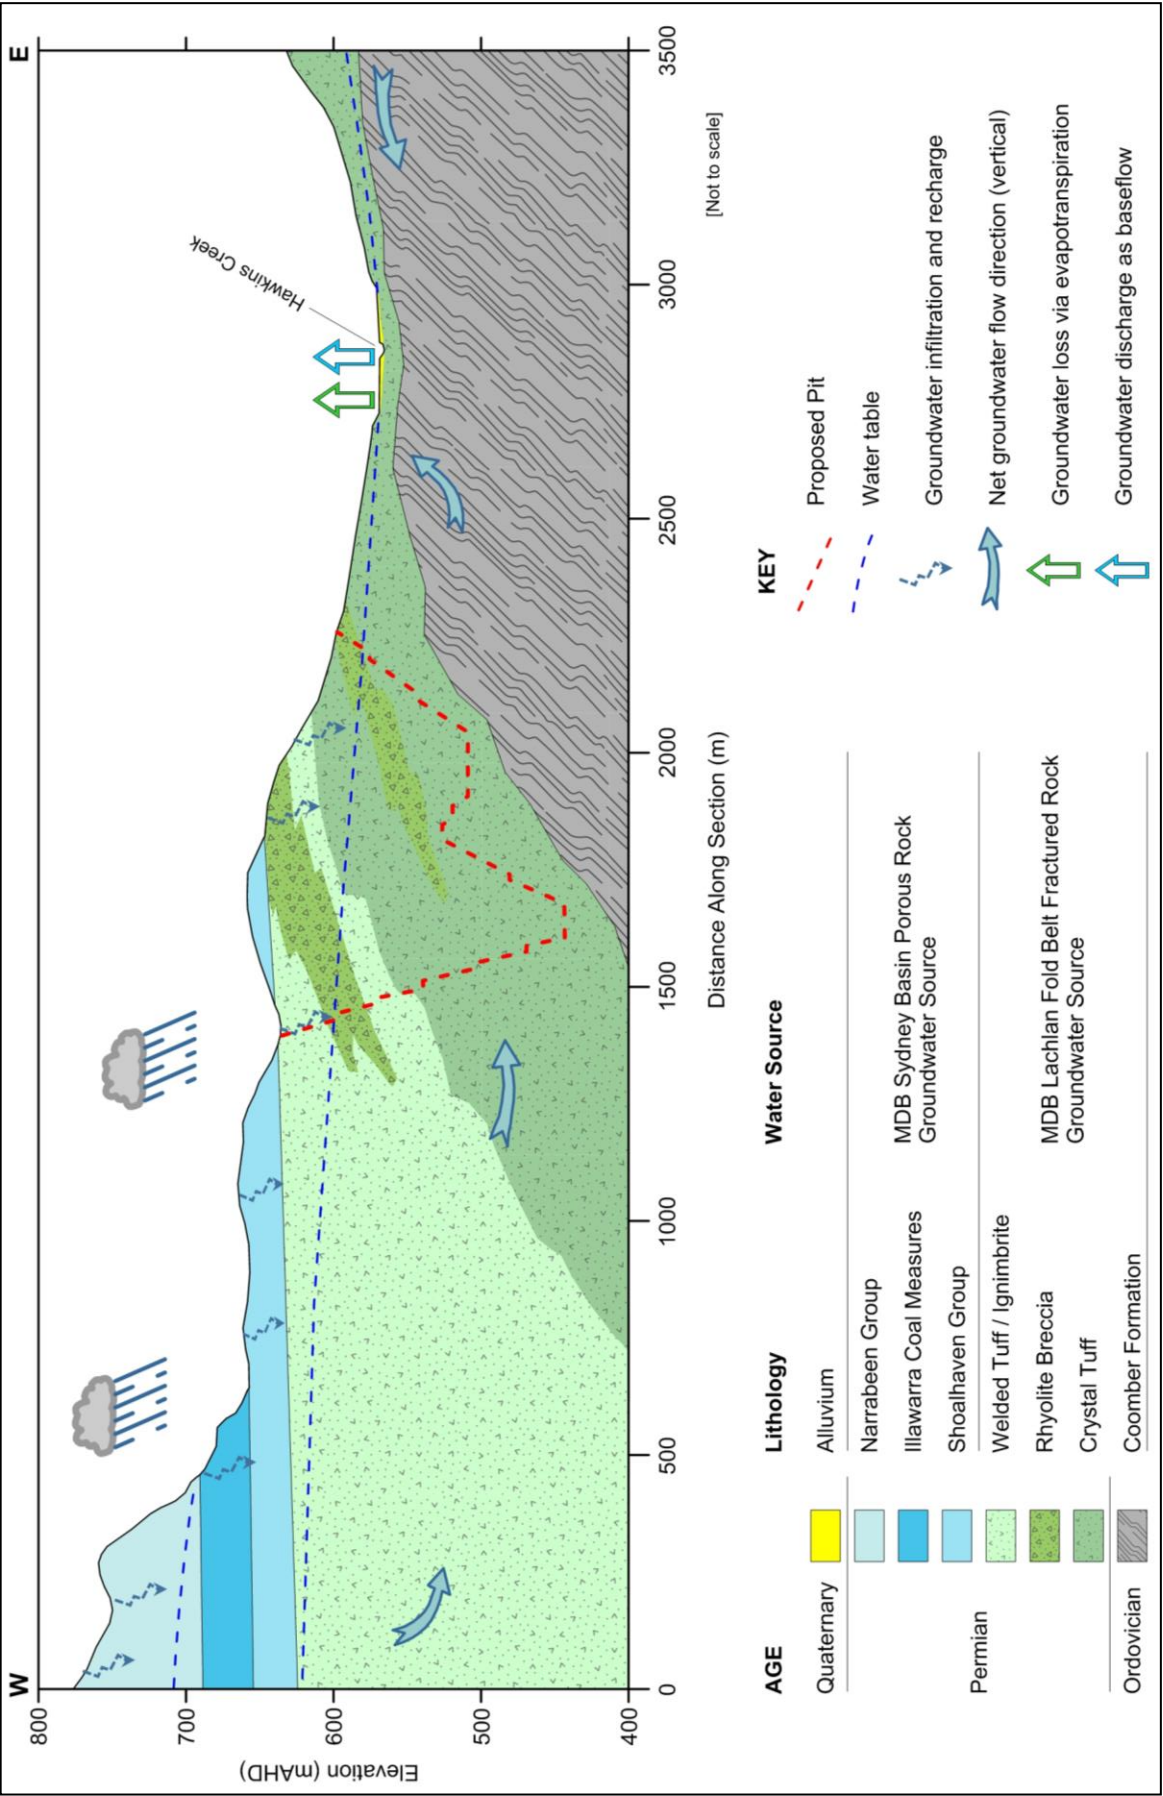 W
E
800
700
600
500
400
Elevation (mAHD)
Hawkins Creek
0
500
1000
1500
2000
2500
3000
3500
Distance Along Section (m)
[Not to scale]
AGE
Lithology
Water Source
KEY
Quaternary
Alluvium
Permian
Narrabeen Group
Illawarra Coal Measures
Shoalhaven Group
MDB Sydney Basin Porous Rock
Groundwater Source
Welded Tuff / Ignimbrite
Rhyolite Breccia
Crystal Tuff
MDB Lachlan Fold Belt Fractured Rock
Groundwater Source
Ordovician
Coomber Formation
Proposed Pit
Water table
Groundwater infiltration and recharge
Net groundwater flow direction (vertical)
Groundwater loss via evapotranspiration
Groundwater discharge as baseflow